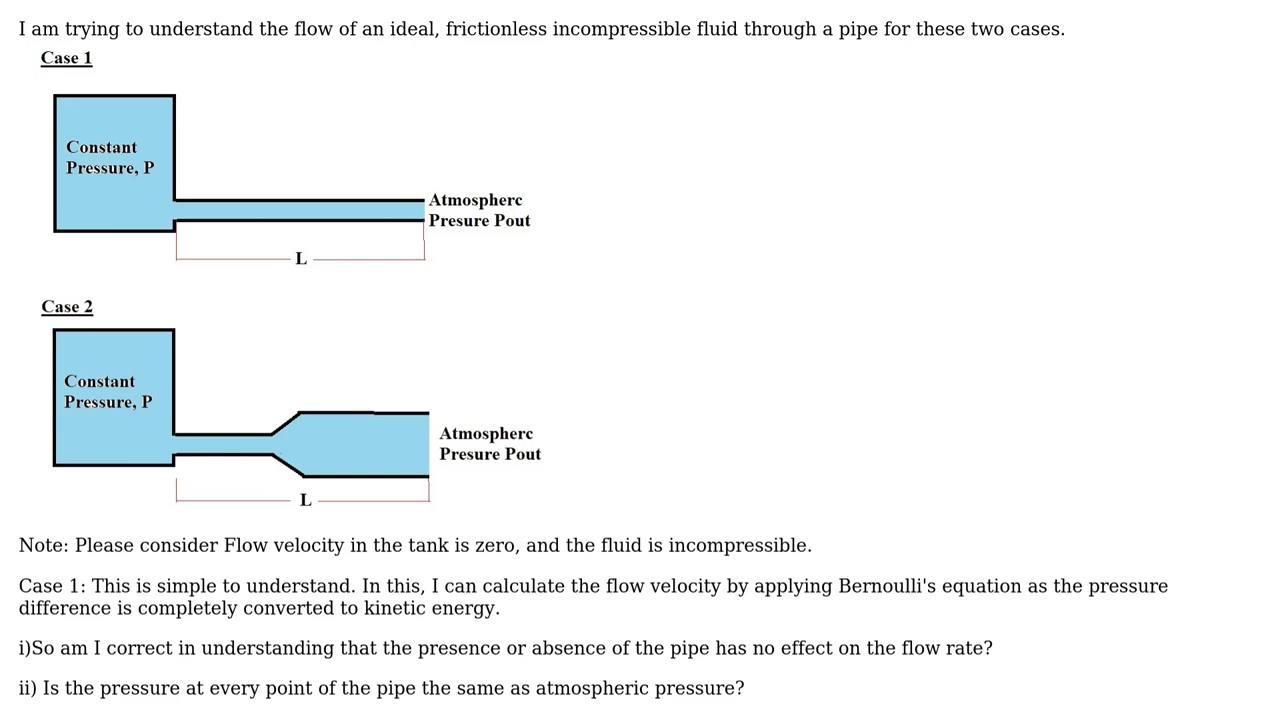 I am trying to understand the flow of an ideal, frictionless incompressible fluid through a pipe for these two cases.
Case 1
Constant
Pressure, P
Atmospherc
Presure Pout
L
Case 2
Constant
Pressure, P
Atmospherc
Presure Pout
L
Note: Please consider Flow velocity in the tank is zero, and the fluid is incompressible.
Case 1: This is simple to understand. In this, I can calculate the flow velocity by applying Bernoulli's equation as the pressure
difference is completely converted to kinetic energy.
i)So am I correct in understanding that the presence or absence of the pipe has no effect on the flow rate?
ii) Is the pressure at every point of the pipe the same as atmospheric pressure?